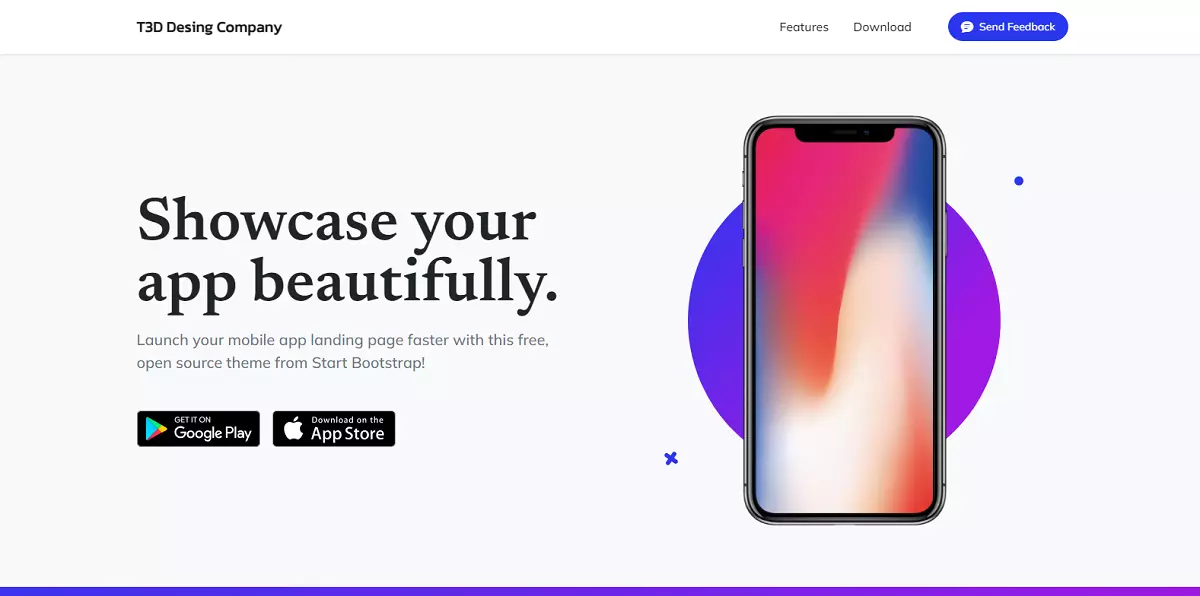 T3D Desing Company
Features
Download
Send Feedback
Showcase your
app beautifully.
Launch your mobile app landing page faster with this free,
open source theme from Start Bootstrap!
GET IT ON
Google Play
Download on the
App Store